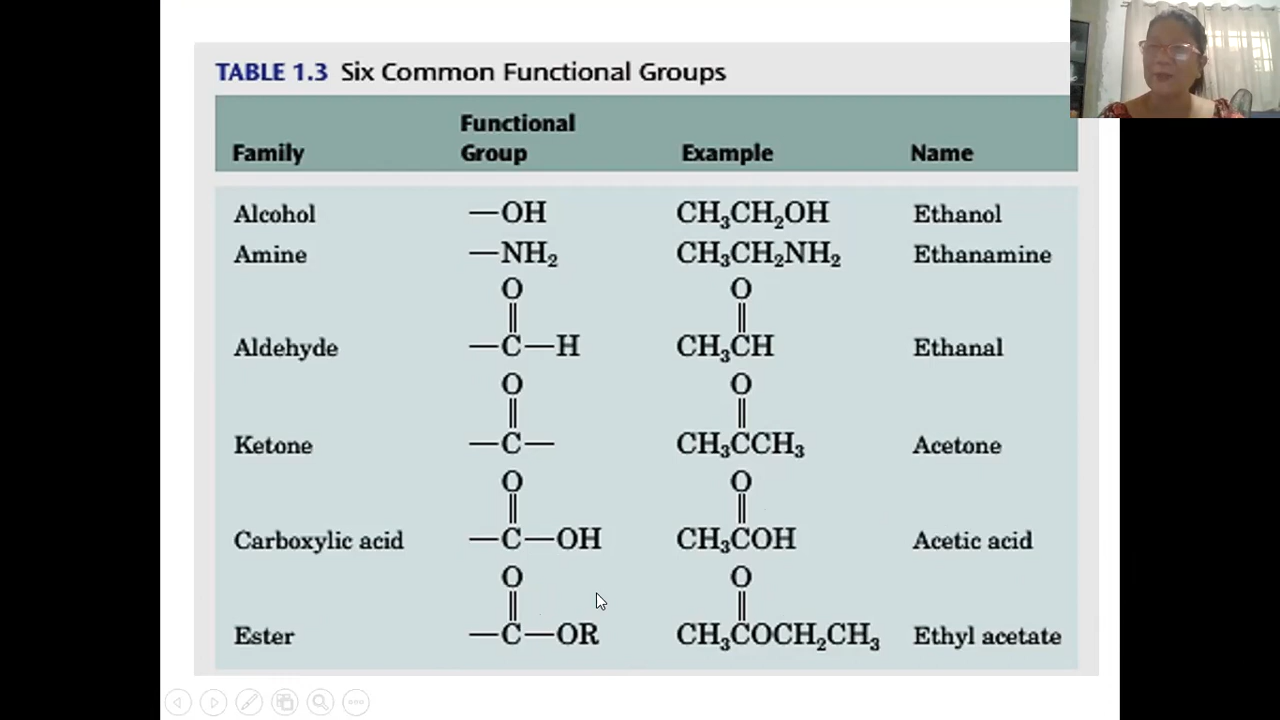 TABLE 1.3 Six Common Functional Groups
Family Functional Group Example Name
Alcohol —OH CH₃CH₂OH Ethanol
Amine —NH₂ CH₃CH₂NH₂ Ethanamine
O O
|| ||
Aldehyde —C—H CH₃CH Ethanal
O O
|| ||
Ketone —C— CH₃CCH₃ Acetone
O O
|| ||
Carboxylic acid —C—OH CH₃COH Acetic acid
O O
|| ||
Ester —C—OR CH₃COCH₂CH₃ Ethyl acetate